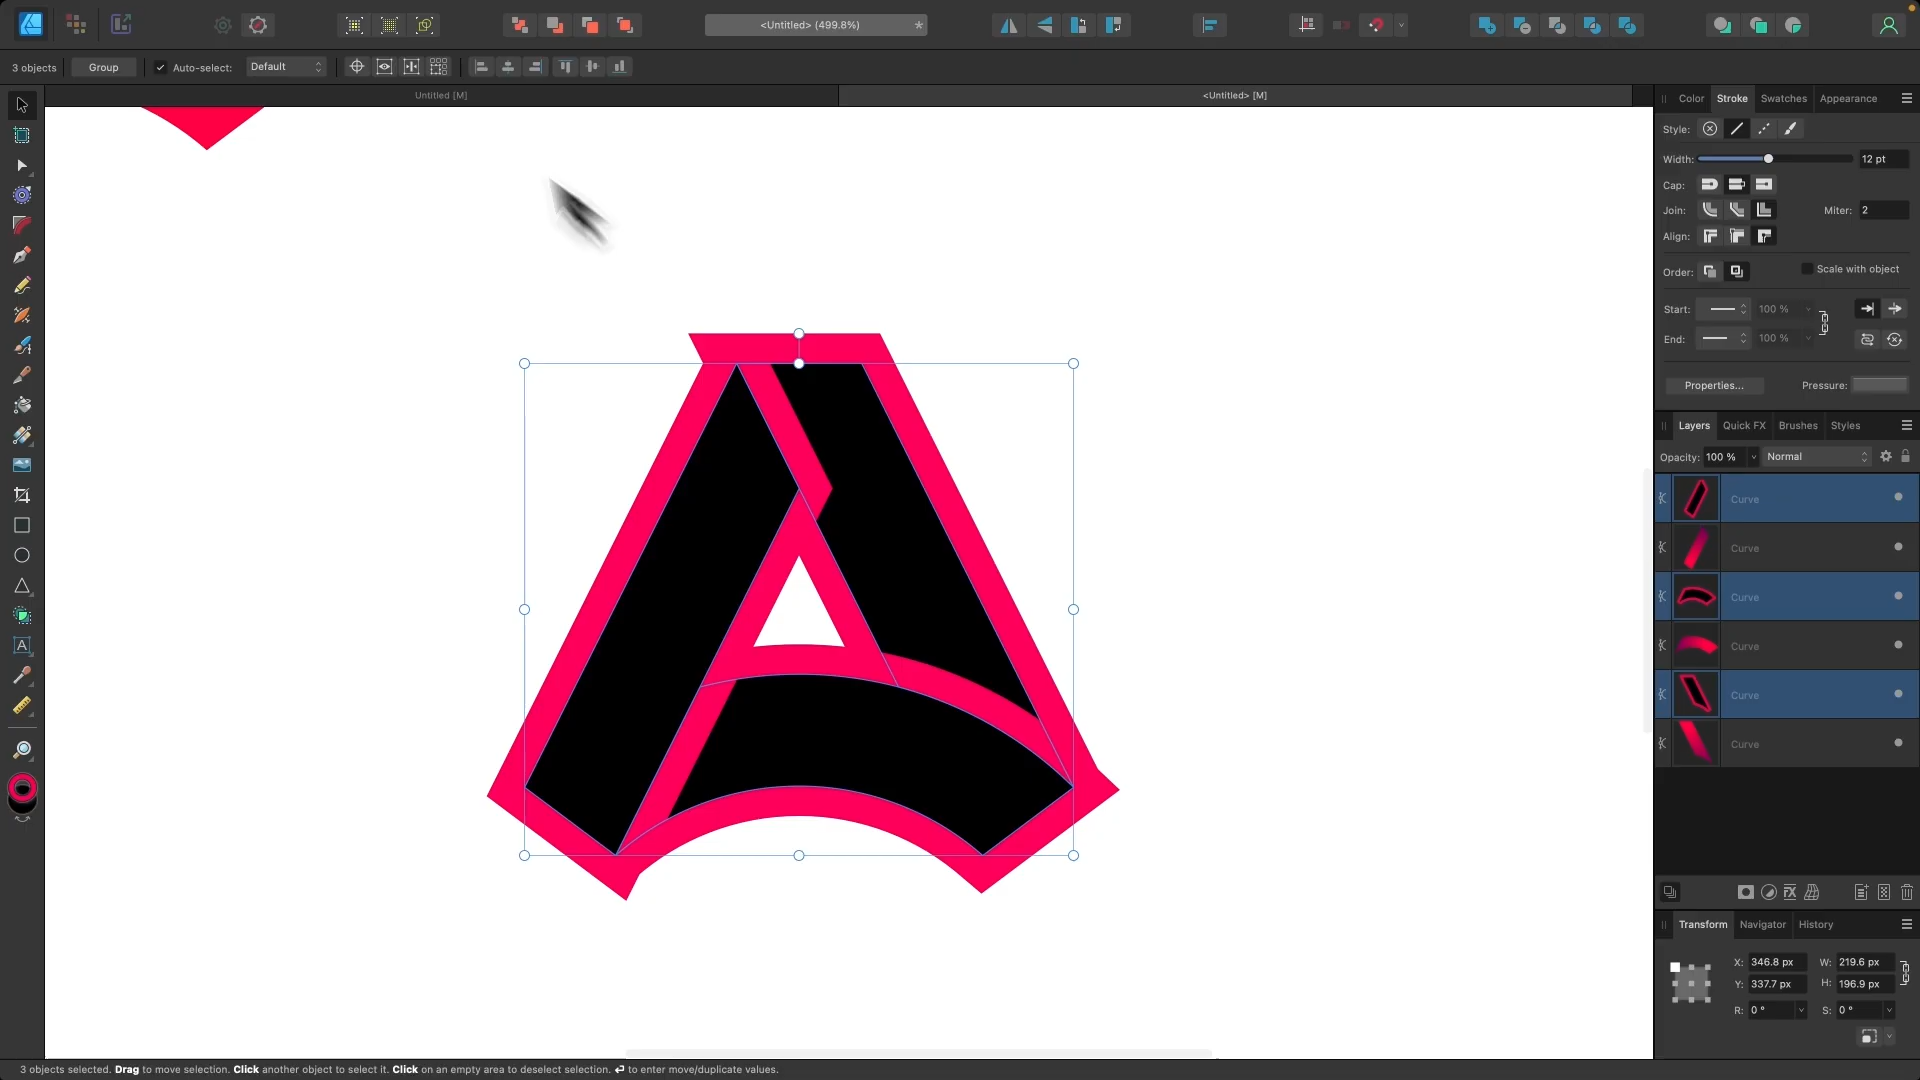 <Untitled> (499.8%)
*
3 objects
Group
Auto-select:
Default
Untitled [M]
<Untitled> [M]
Color
Stroke
Swatches
Appearance
Style:
Width:
12 pt
Cap:
Join:
Miter:
2
Align:
Order:
Scale with object
Start:
100 %
End:
100 %
Properties...
Pressure:
Layers
Quick FX
Brushes
Styles
Opacity:
100 %
Normal
Curve
Curve
Curve
Curve
Curve
Curve
Transform
Navigator
History
X:
346.8 px
W:
219.6 px
Y:
337.7 px
H:
196.9 px
R:
0 °
S:
0 °
3 objects selected. Drag to move selection. Click another object to select it. Click on an empty area to deselect selection. ⏎ to enter move/duplicate values.